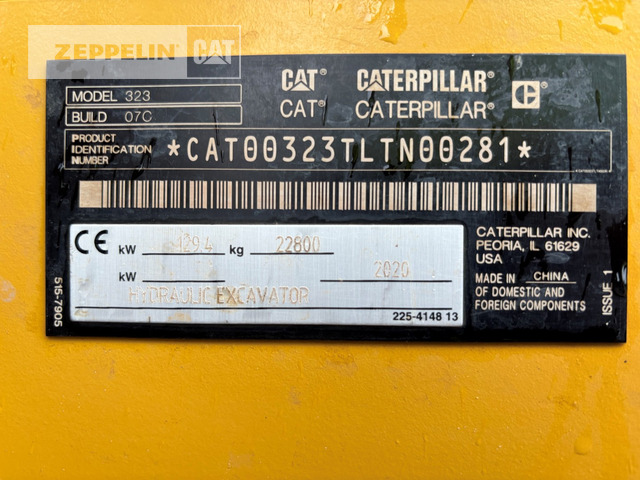 ZEPPELIN CAT
CAT CATERPILLAR C
CAT CATERPILLAR
MODEL 323
BUILD 07C
PRODUCT
IDENTIFICATION
NUMBER
*CAT00323TLTN00281*
CE kW 129.4 kg 22800
kW 2020
HYDRAULIC EXCAVATOR
225-4148 13
CATERPILLAR INC.
PEORIA, IL 61629
USA
MADE IN CHINA
OF DOMESTIC AND
FOREIGN COMPONENTS
ISSUE 1
515-7905